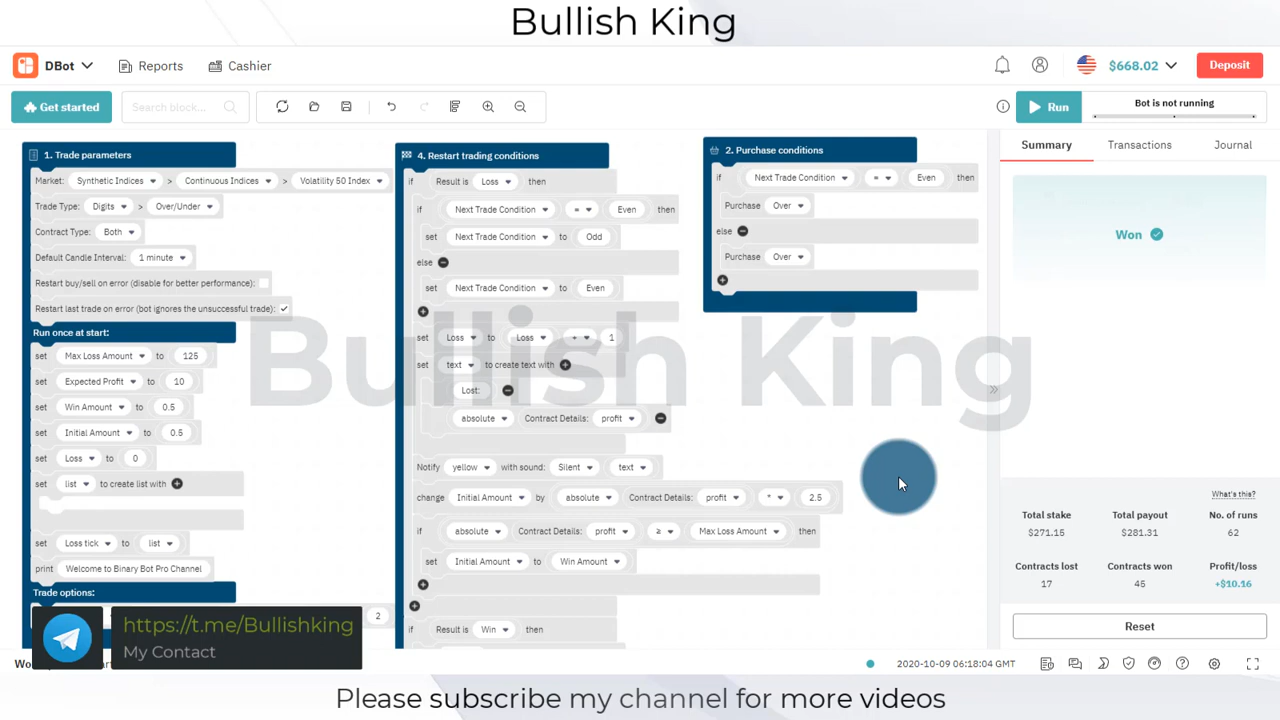 Bullish King
DBot Reports Cashier $668.02 Deposit
Get started Search block... Run Bot is not running
Summary Transactions Journal
1. Trade parameters
Market: Synthetic Indices > Continuous Indices > Volatility 50 Index
Trade Type: Digits > Over/Under
Contract Type: Both
Default Candle Interval: 1 minute
Restart buy/sell on error (disable for better performance):
Restart last trade on error (bot ignores the unsuccessful trade):
Run once at start:
set Max Loss Amount to 125
set Expected Profit to 10
set Win Amount to 0.5
set Initial Amount to 0.5
set Loss to 0
set list to create list with
set Loss tick to list
print Welcome to Binary Bot Pro Channel
Trade options:
2
4. Restart trading conditions
if Result is Loss then
if Next Trade Condition = Even then
set Next Trade Condition to Odd
else
set Next Trade Condition to Even
set Loss to Loss + 1
set text to create text with
Lost:
absolute Contract Details: profit
Notify yellow with sound: Silent text
change Initial Amount by absolute Contract Details: profit * 2.5
if absolute Contract Details: profit ≥ Max Loss Amount then
set Initial Amount to Win Amount
if Result is Win then
2. Purchase conditions
if Next Trade Condition = Even then
Purchase Over
else
Purchase Over
Won
Bullish King
What's this?
Total stake Total payout No. of runs
$271.15 $281.31 62
Contracts lost Contracts won Profit/loss
17 45 +$10.16
Reset
https://t.me/Bullishking
My Contact
2020-10-09 06:18:04 GMT
Please subscribe my channel for more videos